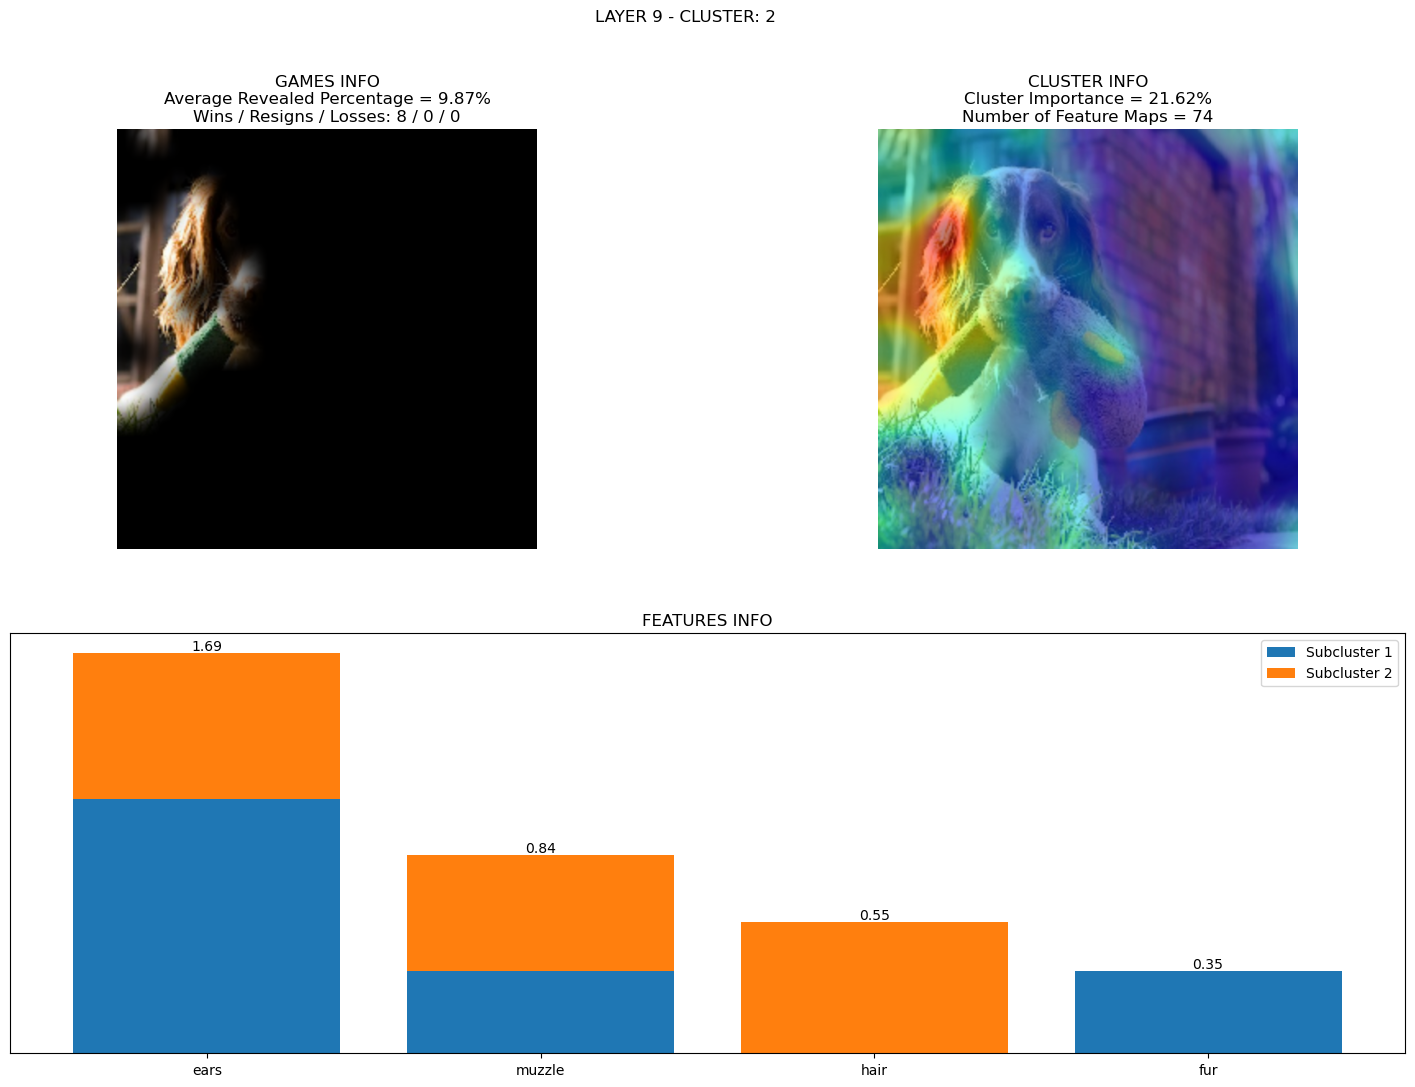 LAYER 9 - CLUSTER: 2
GAMES INFO
Average Revealed Percentage = 9.87%
Wins / Resigns / Losses: 8 / 0 / 0
CLUSTER INFO
Cluster Importance = 21.62%
Number of Feature Maps = 74
FEATURES INFO
Subcluster 1
Subcluster 2
1.69
0.84
0.55
0.35
ears
muzzle
hair
fur